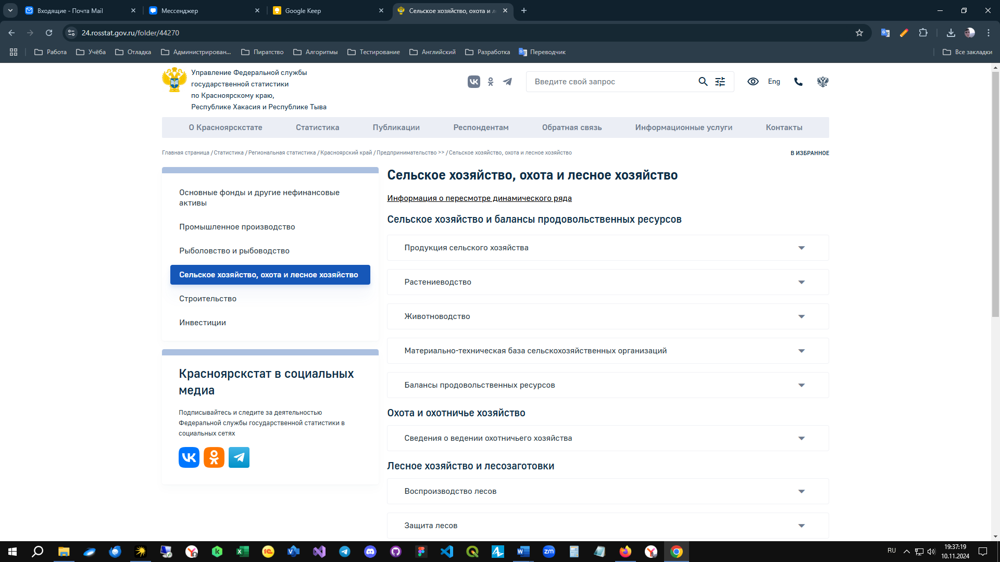 Входящие - Почта Mail
Мессенджер
Google Keep
Сельское хозяйство, охота и л
24.rosstat.gov.ru/folder/44270
Работа
Учёба
Отладка
Администрирован...
Пиратство
Алгоритмы
Тестирование
Английский
Разработка
Переводчик
Все закладки
Управление Федеральной службы
государственной статистики
по Красноярскому краю,
Республике Хакасия и Республике Тыва
Введите свой запрос
Eng
О Красноярскстате
Статистика
Публикации
Респондентам
Обратная связь
Информационные услуги
Контакты
Главная страница / Статистика / Региональная статистика / Красноярский край / Предпринимательство >> / Сельское хозяйство, охота и лесное хозяйство
В ИЗБРАННОЕ
Основные фонды и другие нефинансовые
активы
Промышленное производство
Рыболовство и рыбоводство
Сельское хозяйство, охота и лесное хозяйство
Строительство
Инвестиции
Красноярскстат в социальных
медиа
Подписывайтесь и следите за деятельностью
Федеральной службы государственной статистики в
социальных сетях
Сельское хозяйство, охота и лесное хозяйство
Информация о пересмотре динамического ряда
Сельское хозяйство и балансы продовольственных ресурсов
Продукция сельского хозяйства
Растениеводство
Животноводство
Материально-техническая база сельскохозяйственных организаций
Балансы продовольственных ресурсов
Охота и охотничье хозяйство
Сведения о ведении охотничьего хозяйства
Лесное хозяйство и лесозаготовки
Воспроизводство лесов
Защита лесов
RU
19:37:19
10.11.2024